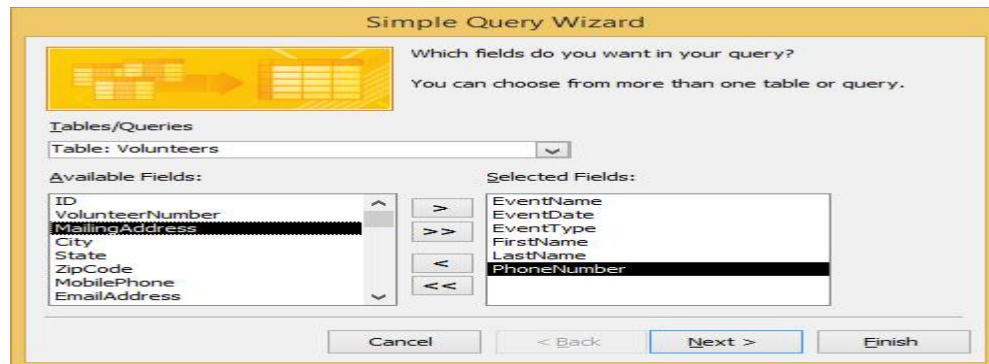 Simple Query Wizard
Which fields do you want in your query?
You can choose from more than one table or query.
Tables/Queries
Table: Volunteers
Available Fields:
ID
VolunteerNumber
MailingAddress
City
State
ZipCode
MobilePhone
EmailAddress
>
>>
<
<<
Selected Fields:
EventName
EventDate
EventType
FirstName
LastName
PhoneNumber
Cancel
< Back
Next >
Finish